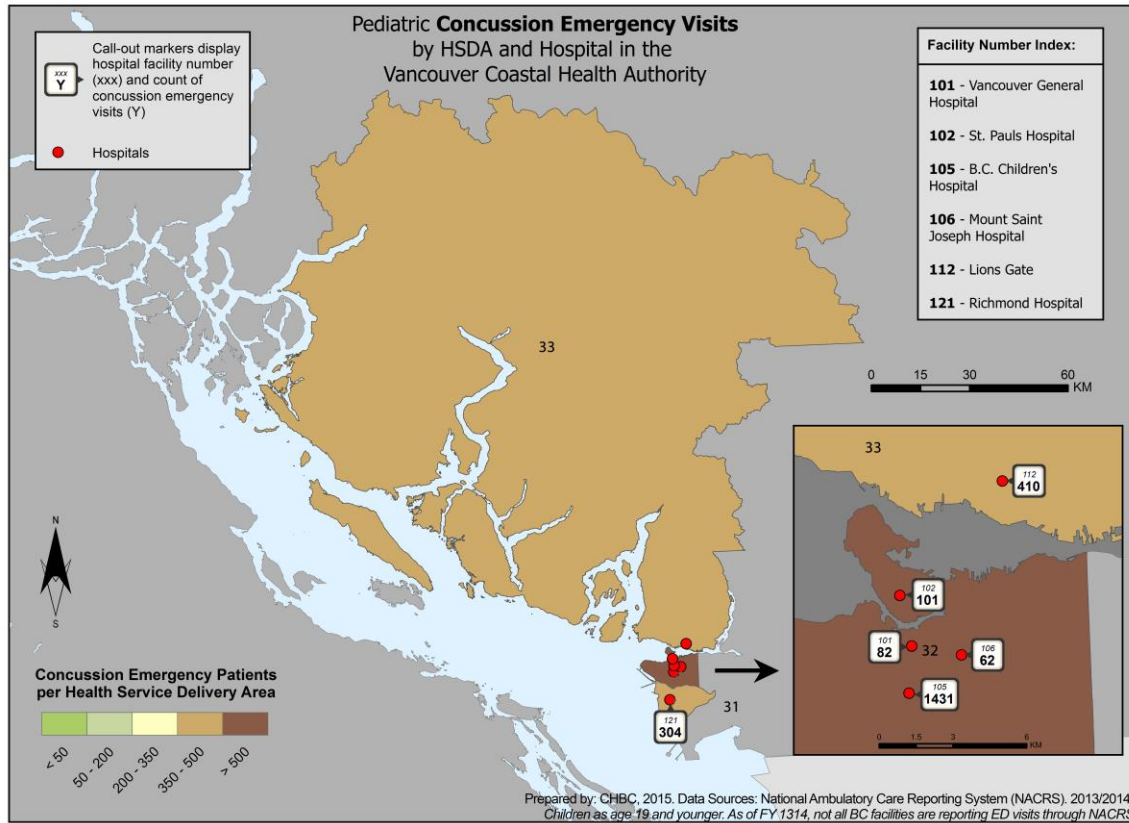 Pediatric Concussion Emergency Visits
by HSDA and Hospital in the
Vancouver Coastal Health Authority
xxx
Y
Call-out markers display
hospital facility number
(xxx) and count of
concussion emergency
visits (Y)
Hospitals
Facility Number Index:
101 - Vancouver General
Hospital
102 - St. Pauls Hospital
105 - B.C. Children's
Hospital
106 - Mount Saint
Joseph Hospital
112 - Lions Gate
121 - Richmond Hospital
33
0 15 30 60
KM
33
112
410
102
101
101
82
32
106
62
105
1431
0 1.5 3 6
KM
N
S
31
121
304
Concussion Emergency Patients
per Health Service Delivery Area
< 50
50 - 200
200 - 350
350 - 500
> 500
Prepared by: CHBC, 2015. Data Sources: National Ambulatory Care Reporting System (NACRS). 2013/2014
Children as age 19 and younger. As of FY 1314, not all BC facilities are reporting ED visits through NACRS